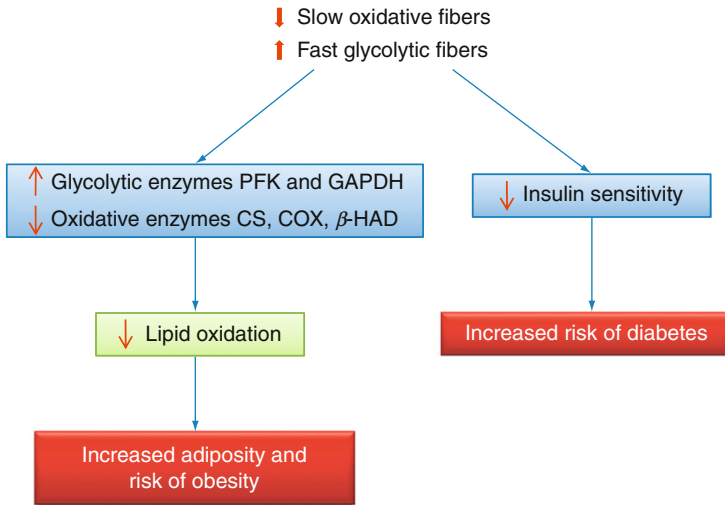 ↓ Slow oxidative fibers
↑ Fast glycolytic fibers
↑ Glycolytic enzymes PFK and GAPDH
↓ Oxidative enzymes CS, COX, β-HAD
↓ Insulin sensitivity
↓ Lipid oxidation
Increased risk of diabetes
Increased adiposity and
risk of obesity